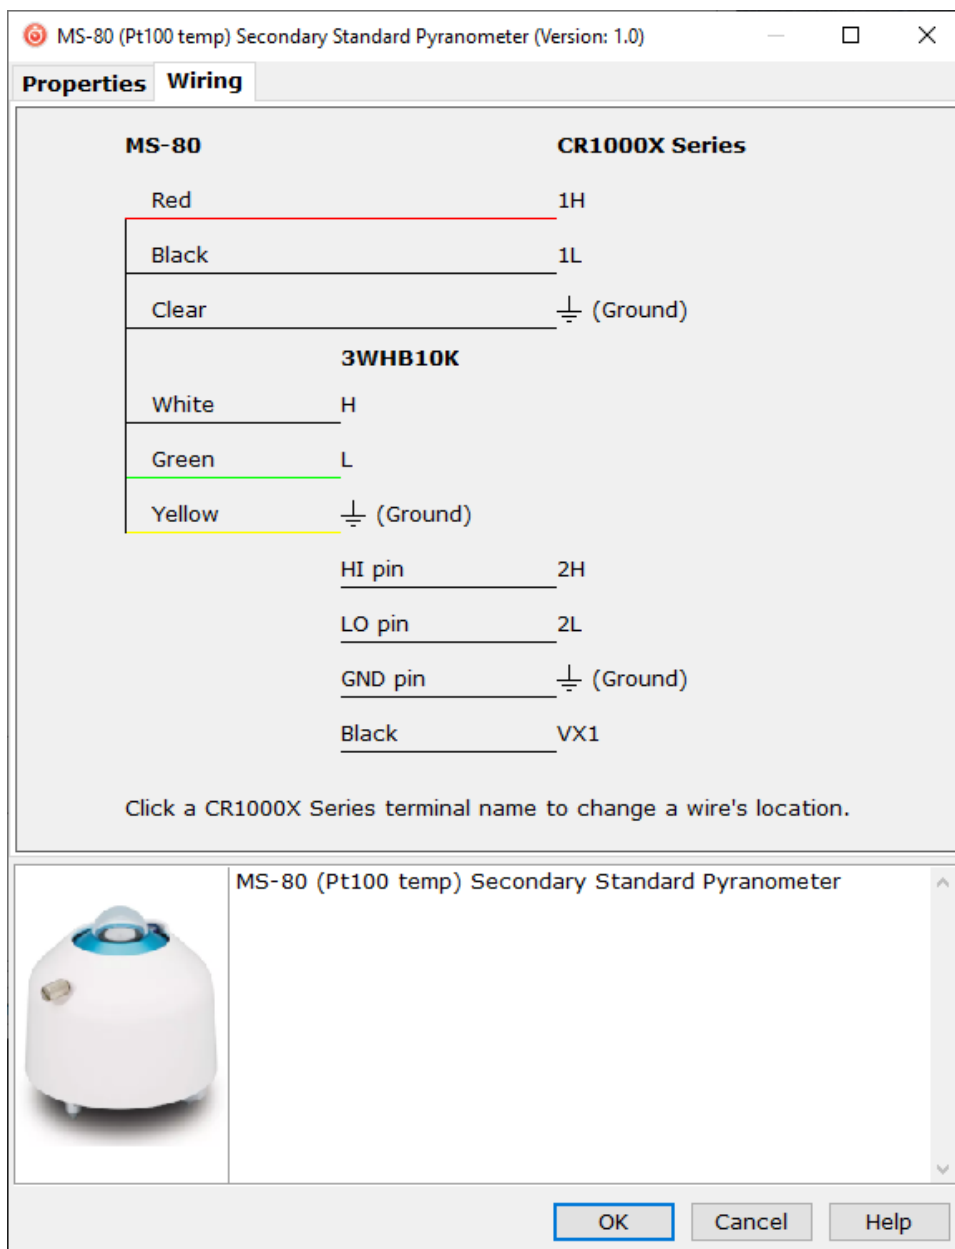 MS-80 (Pt100 temp) Secondary Standard Pyranometer (Version: 1.0)
Properties Wiring
MS-80 CR1000X Series
Red 1H
Black 1L
Clear (Ground)
3WHB10K
White H
Green L
Yellow (Ground)
HI pin 2H
LO pin 2L
GND pin (Ground)
Black VX1
Click a CR1000X Series terminal name to change a wire's location.
MS-80 (Pt100 temp) Secondary Standard Pyranometer
OK Cancel Help